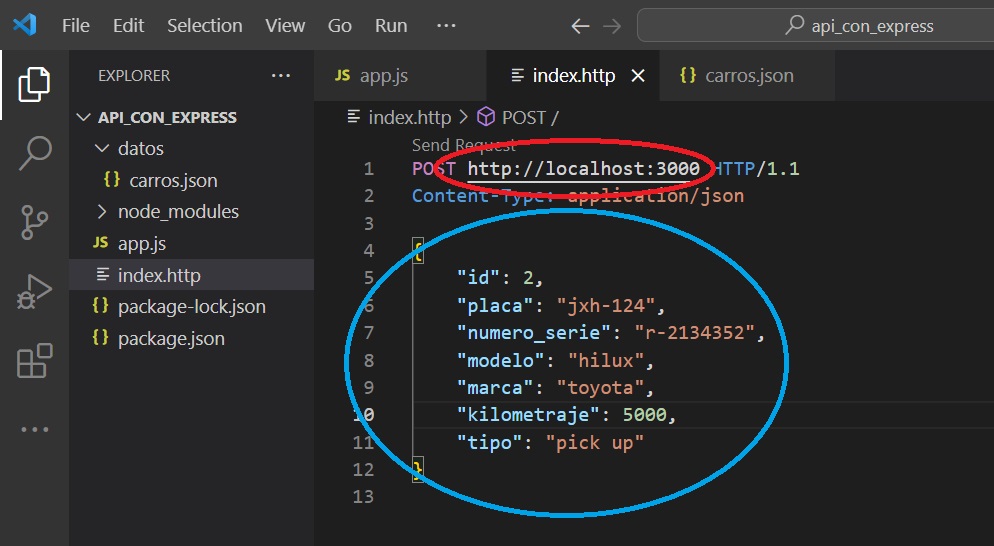 File Edit Selection View Go Run ···
api_con_express
EXPLORER ···
JS app.js
index.http
{} carros.json
API_CON_EXPRESS
datos
{} carros.json
node_modules
JS app.js
index.http
{} package-lock.json
{} package.json
index.http > POST /
Send Request
1 POST http://localhost:3000 HTTP/1.1
2 Content-Type: application/json
3
4 {
5 "id": 2,
6 "placa": "jxh-124",
7 "numero_serie": "r-2134352",
8 "modelo": "hilux",
9 "marca": "toyota",
10 "kilometraje": 5000,
11 "tipo": "pick up"
12 }
13